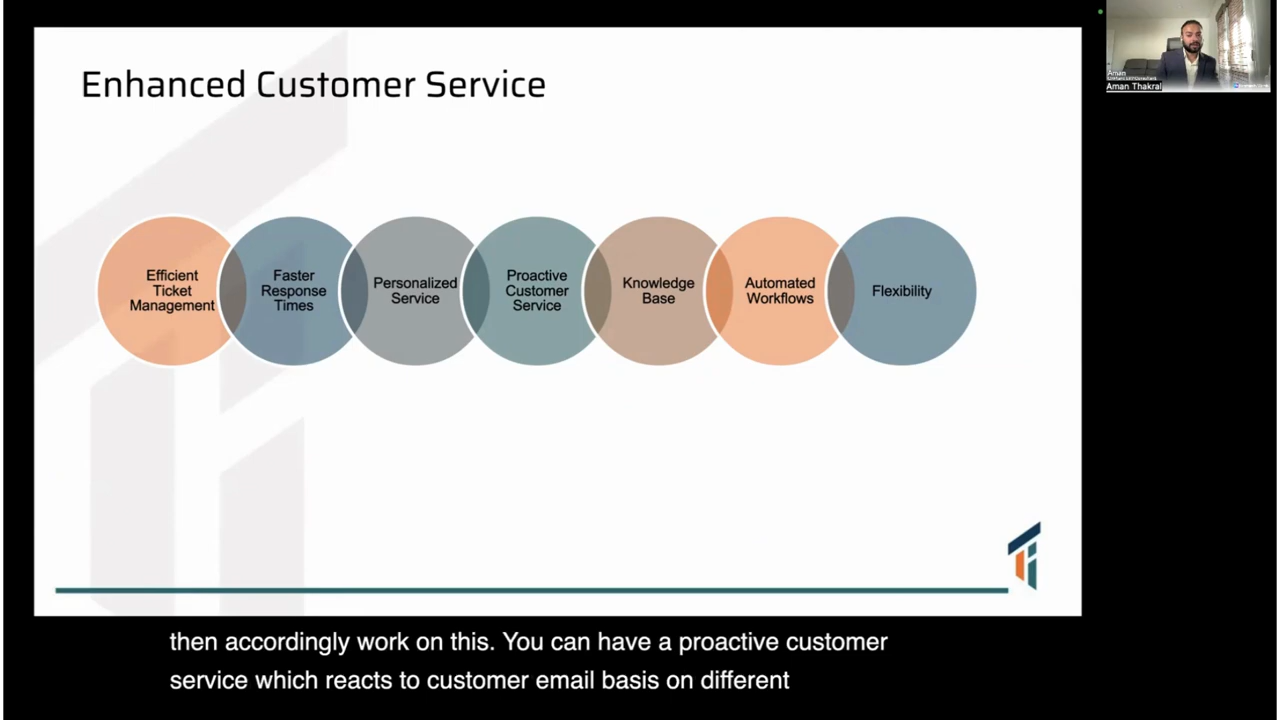 Enhanced Customer Service
Efficient
Ticket
Management
Faster
Response
Times
Personalized
Service
Proactive
Customer
Service
Knowledge
Base
Automated
Workflows
Flexibility
Aman
Aman Thakral
then accordingly work on this. You can have a proactive customer
service which reacts to customer email basis on different